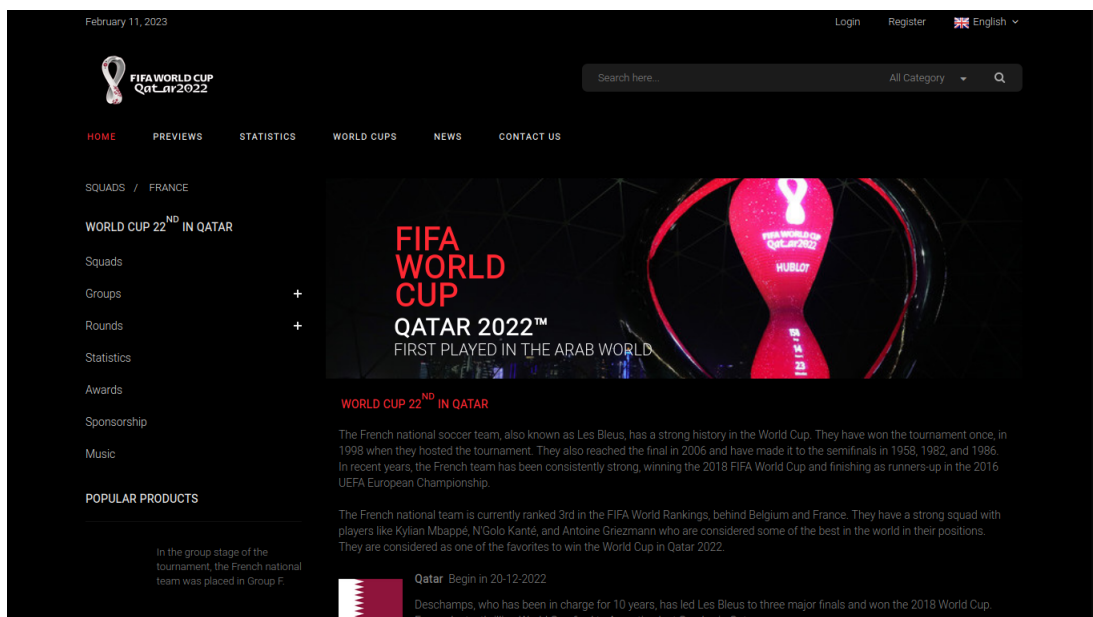 February 11, 2023
Login Register English
FIFA WORLD CUP
Qatar2022
Search here...
All Category
HOME PREVIEWS STATISTICS WORLD CUPS NEWS CONTACT US
SQUADS / FRANCE
WORLD CUP 22ND IN QATAR
Squads
Groups +
Rounds +
Statistics
Awards
Sponsorship
Music
POPULAR PRODUCTS
In the group stage of the
tournament, the French national
team was placed in Group F.
FIFA
WORLD
CUP
QATAR 2022™
FIRST PLAYED IN THE ARAB WORLD
FIFA WORLD CUP
Qatar2022
HUBLOT
14
23
WORLD CUP 22ND IN QATAR
The French national soccer team, also known as Les Bleus, has a strong history in the World Cup. They have won the tournament once, in
1998 when they hosted the tournament. They also reached the final in 2006 and have made it to the semifinals in 1958, 1982, and 1986.
In recent years, the French team has been consistently strong, winning the 2018 FIFA World Cup and finishing as runners-up in the 2016
UEFA European Championship.
The French national team is currently ranked 3rd in the FIFA World Rankings, behind Belgium and France. They have a strong squad with
players like Kylian Mbappé, N'Golo Kanté, and Antoine Griezmann who are considered some of the best in the world in their positions.
They are considered as one of the favorites to win the World Cup in Qatar 2022.
Qatar Begin in 20-12-2022
Deschamps, who has been in charge for 10 years, has led Les Bleus to three major finals and won the 2018 World Cup.